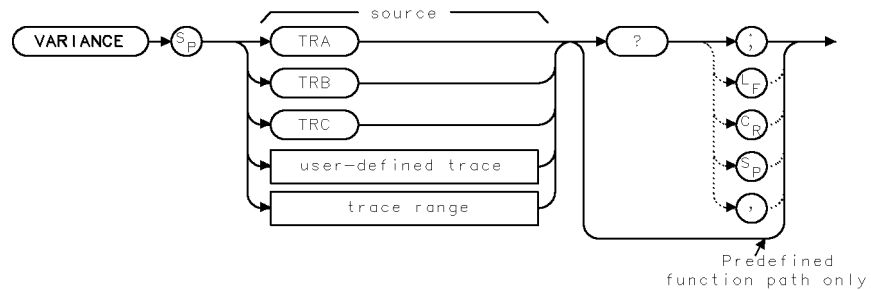 source
VARIANCE SP TRA ? ;
TRB LF
TRC CR
user-defined trace SP
trace range ,
Predefined
function path only